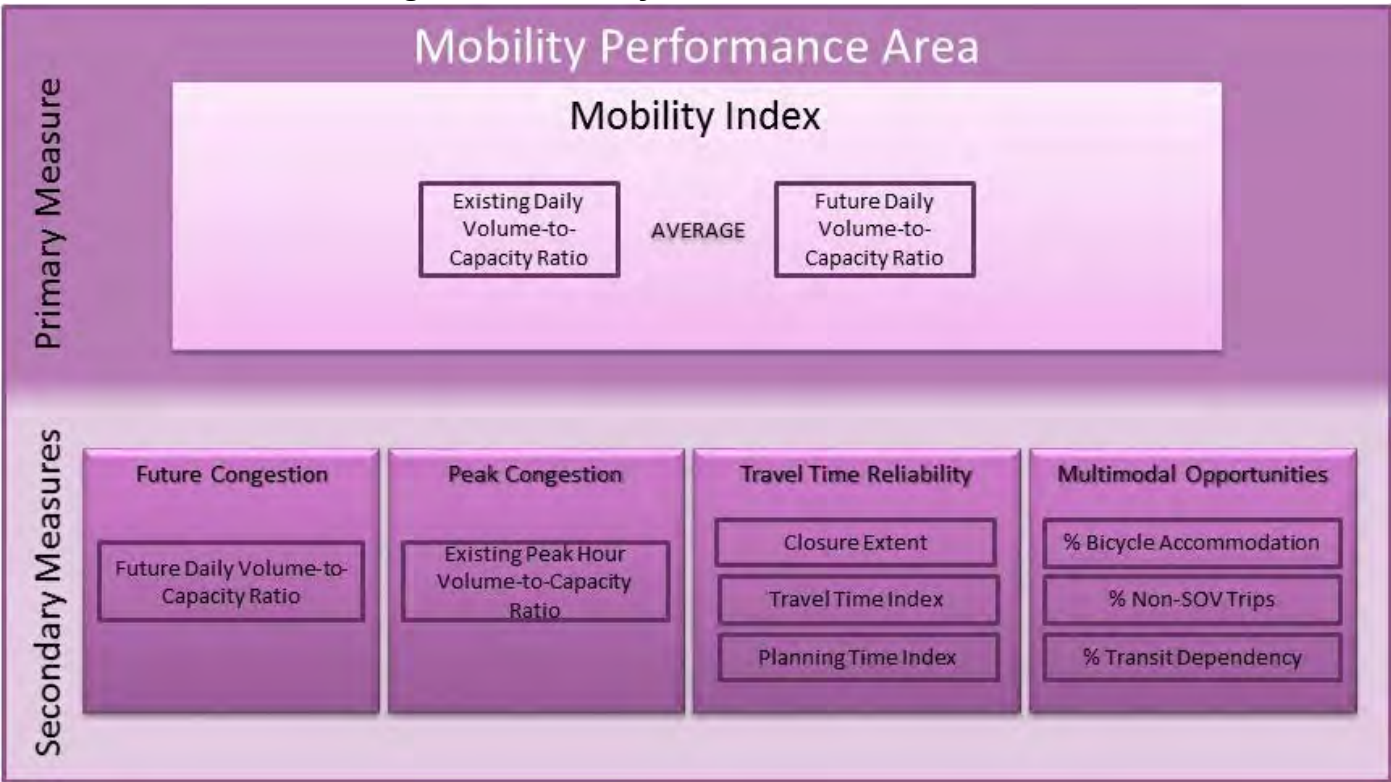 Mobility Performance Area
Primary Measure
Mobility Index
Existing Daily
Volume-to-
Capacity Ratio
AVERAGE
Future Daily
Volume-to-
Capacity Ratio
Secondary Measures
Future Congestion
Future Daily Volume-to-
Capacity Ratio
Peak Congestion
Existing Peak Hour
Volume-to-Capacity
Ratio
Travel Time Reliability
Closure Extent
Travel Time Index
Planning Time Index
Multimodal Opportunities
% Bicycle Accommodation
% Non-SOV Trips
% Transit Dependency